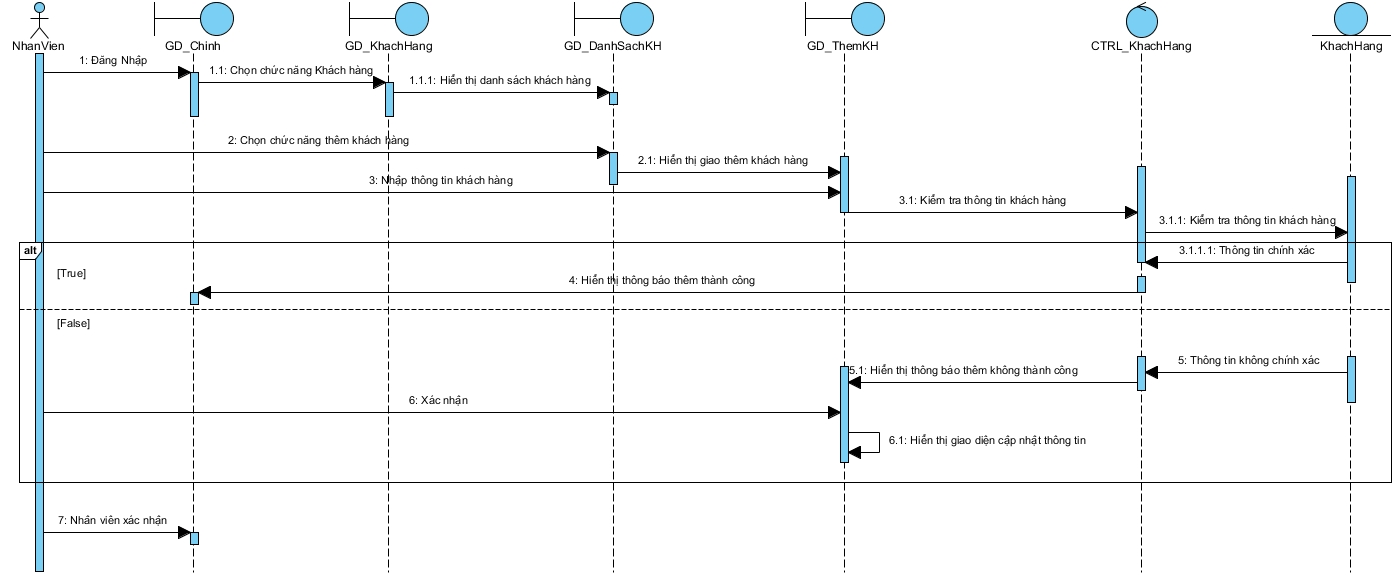 NhanVien
GD_Chinh
GD_KhachHang
GD_DanhSachKH
GD_ThemKH
CTRL_KhachHang
KhachHang
1: Đăng Nhập
1.1: Chọn chức năng Khách hàng
1.1.1: Hiển thị danh sách khách hàng
2: Chọn chức năng thêm khách hàng
2.1: Hiển thị giao thêm khách hàng
3: Nhập thông tin khách hàng
3.1: Kiểm tra thông tin khách hàng
3.1.1: Kiểm tra thông tin khách hàng
alt
3.1.1.1: Thông tin chính xác
[True]
4: Hiển thị thông báo thêm thành công
[False]
5: Thông tin không chính xác
5.1: Hiển thị thông báo thêm không thành công
6: Xác nhận
6.1: Hiển thị giao diện cập nhật thông tin
7: Nhân viên xác nhận